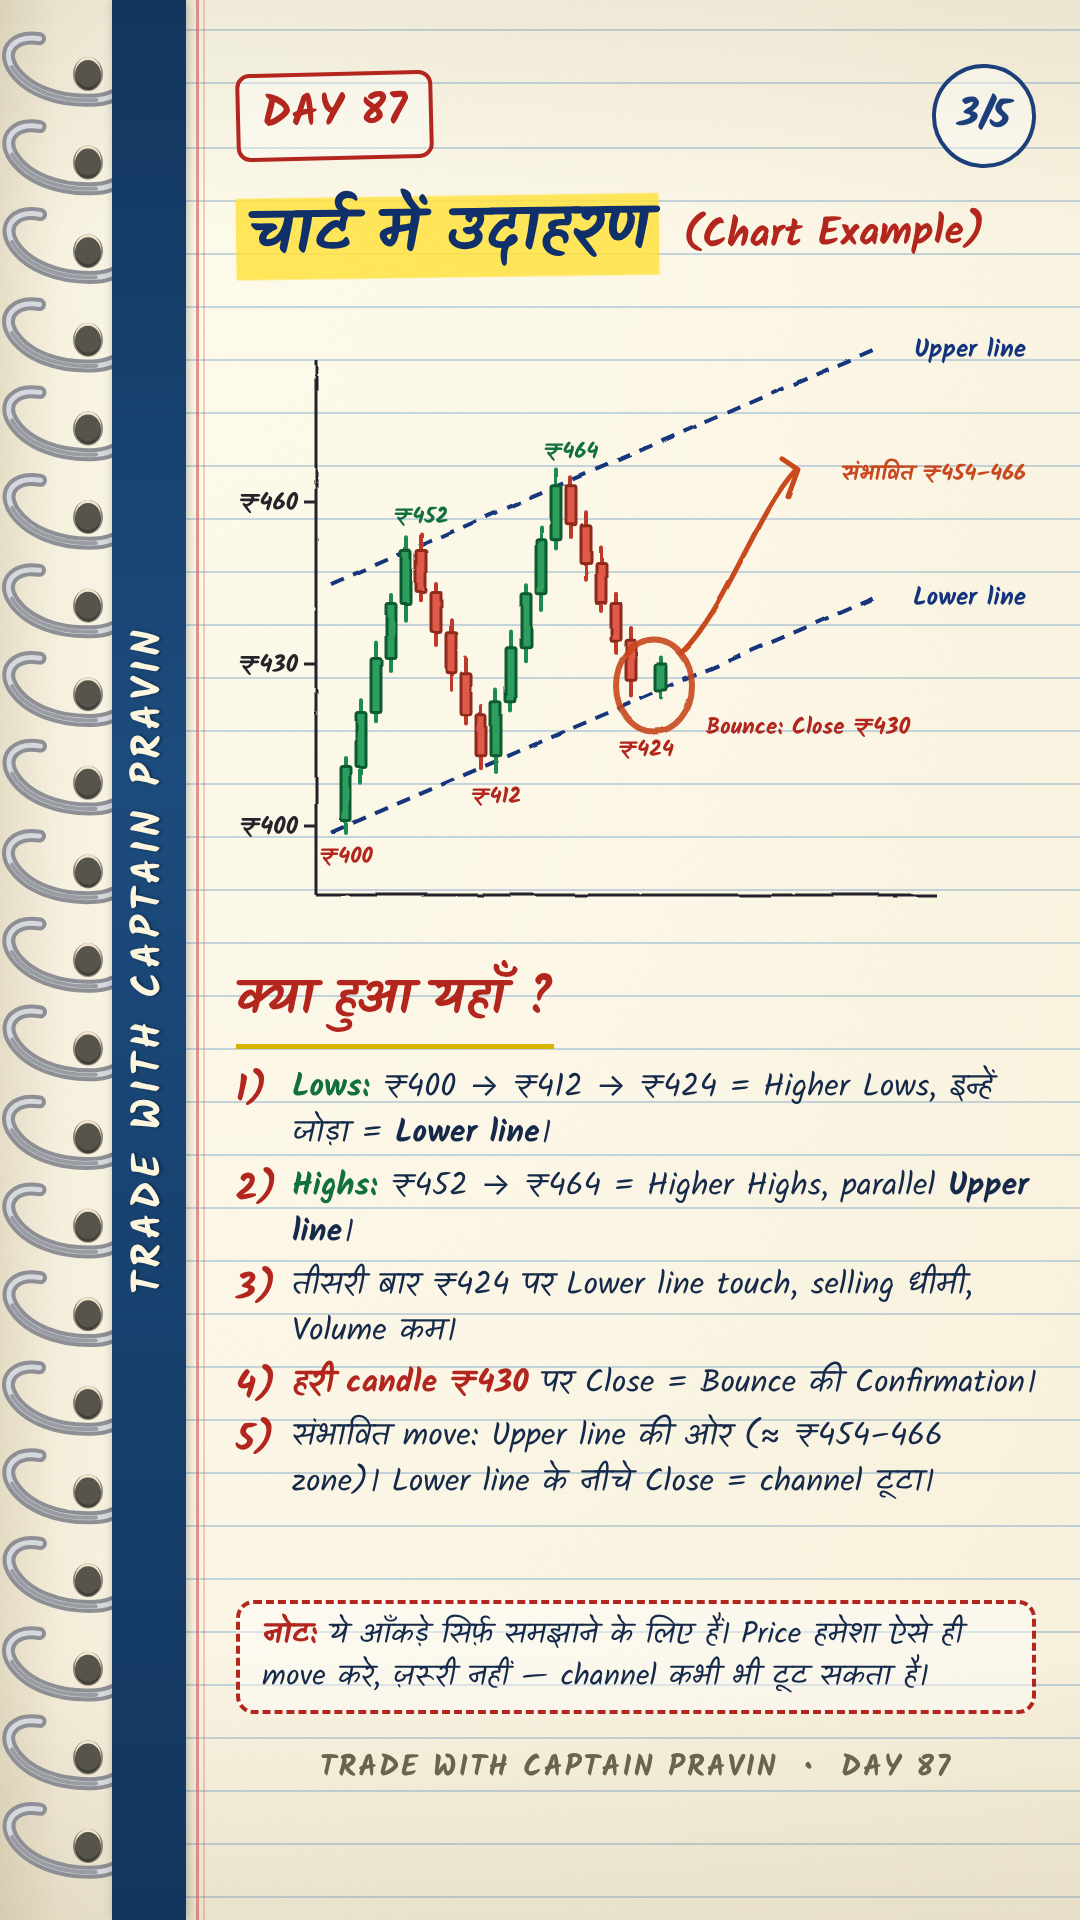 TRADE WITH CAPTAIN PRAVIN
DAY 87
3/5
चार्ट में उदाहरण (Chart Example)
Upper line
₹464
संभावित ₹454–466
₹460
₹452
Lower line
₹430
Bounce: Close ₹430
₹424
₹412
₹400
₹400
क्या हुआ यहाँ ?
1) Lows: ₹400 → ₹412 → ₹424 = Higher Lows, इन्हें
जोड़ा = Lower line।
2) Highs: ₹452 → ₹464 = Higher Highs, parallel Upper
line।
3) तीसरी बार ₹424 पर Lower line touch, selling धीमी,
Volume कम।
4) हरी candle ₹430 पर Close = Bounce की Confirmation।
5) संभावित move: Upper line की ओर (≈ ₹454–466
zone)। Lower line के नीचे Close = channel टूटा।
नोट: ये आँकड़े सिर्फ़ समझाने के लिए हैं। Price हमेशा ऐसे ही
move करे, ज़रूरी नहीं — channel कभी भी टूट सकता है।
TRADE WITH CAPTAIN PRAVIN · DAY 87